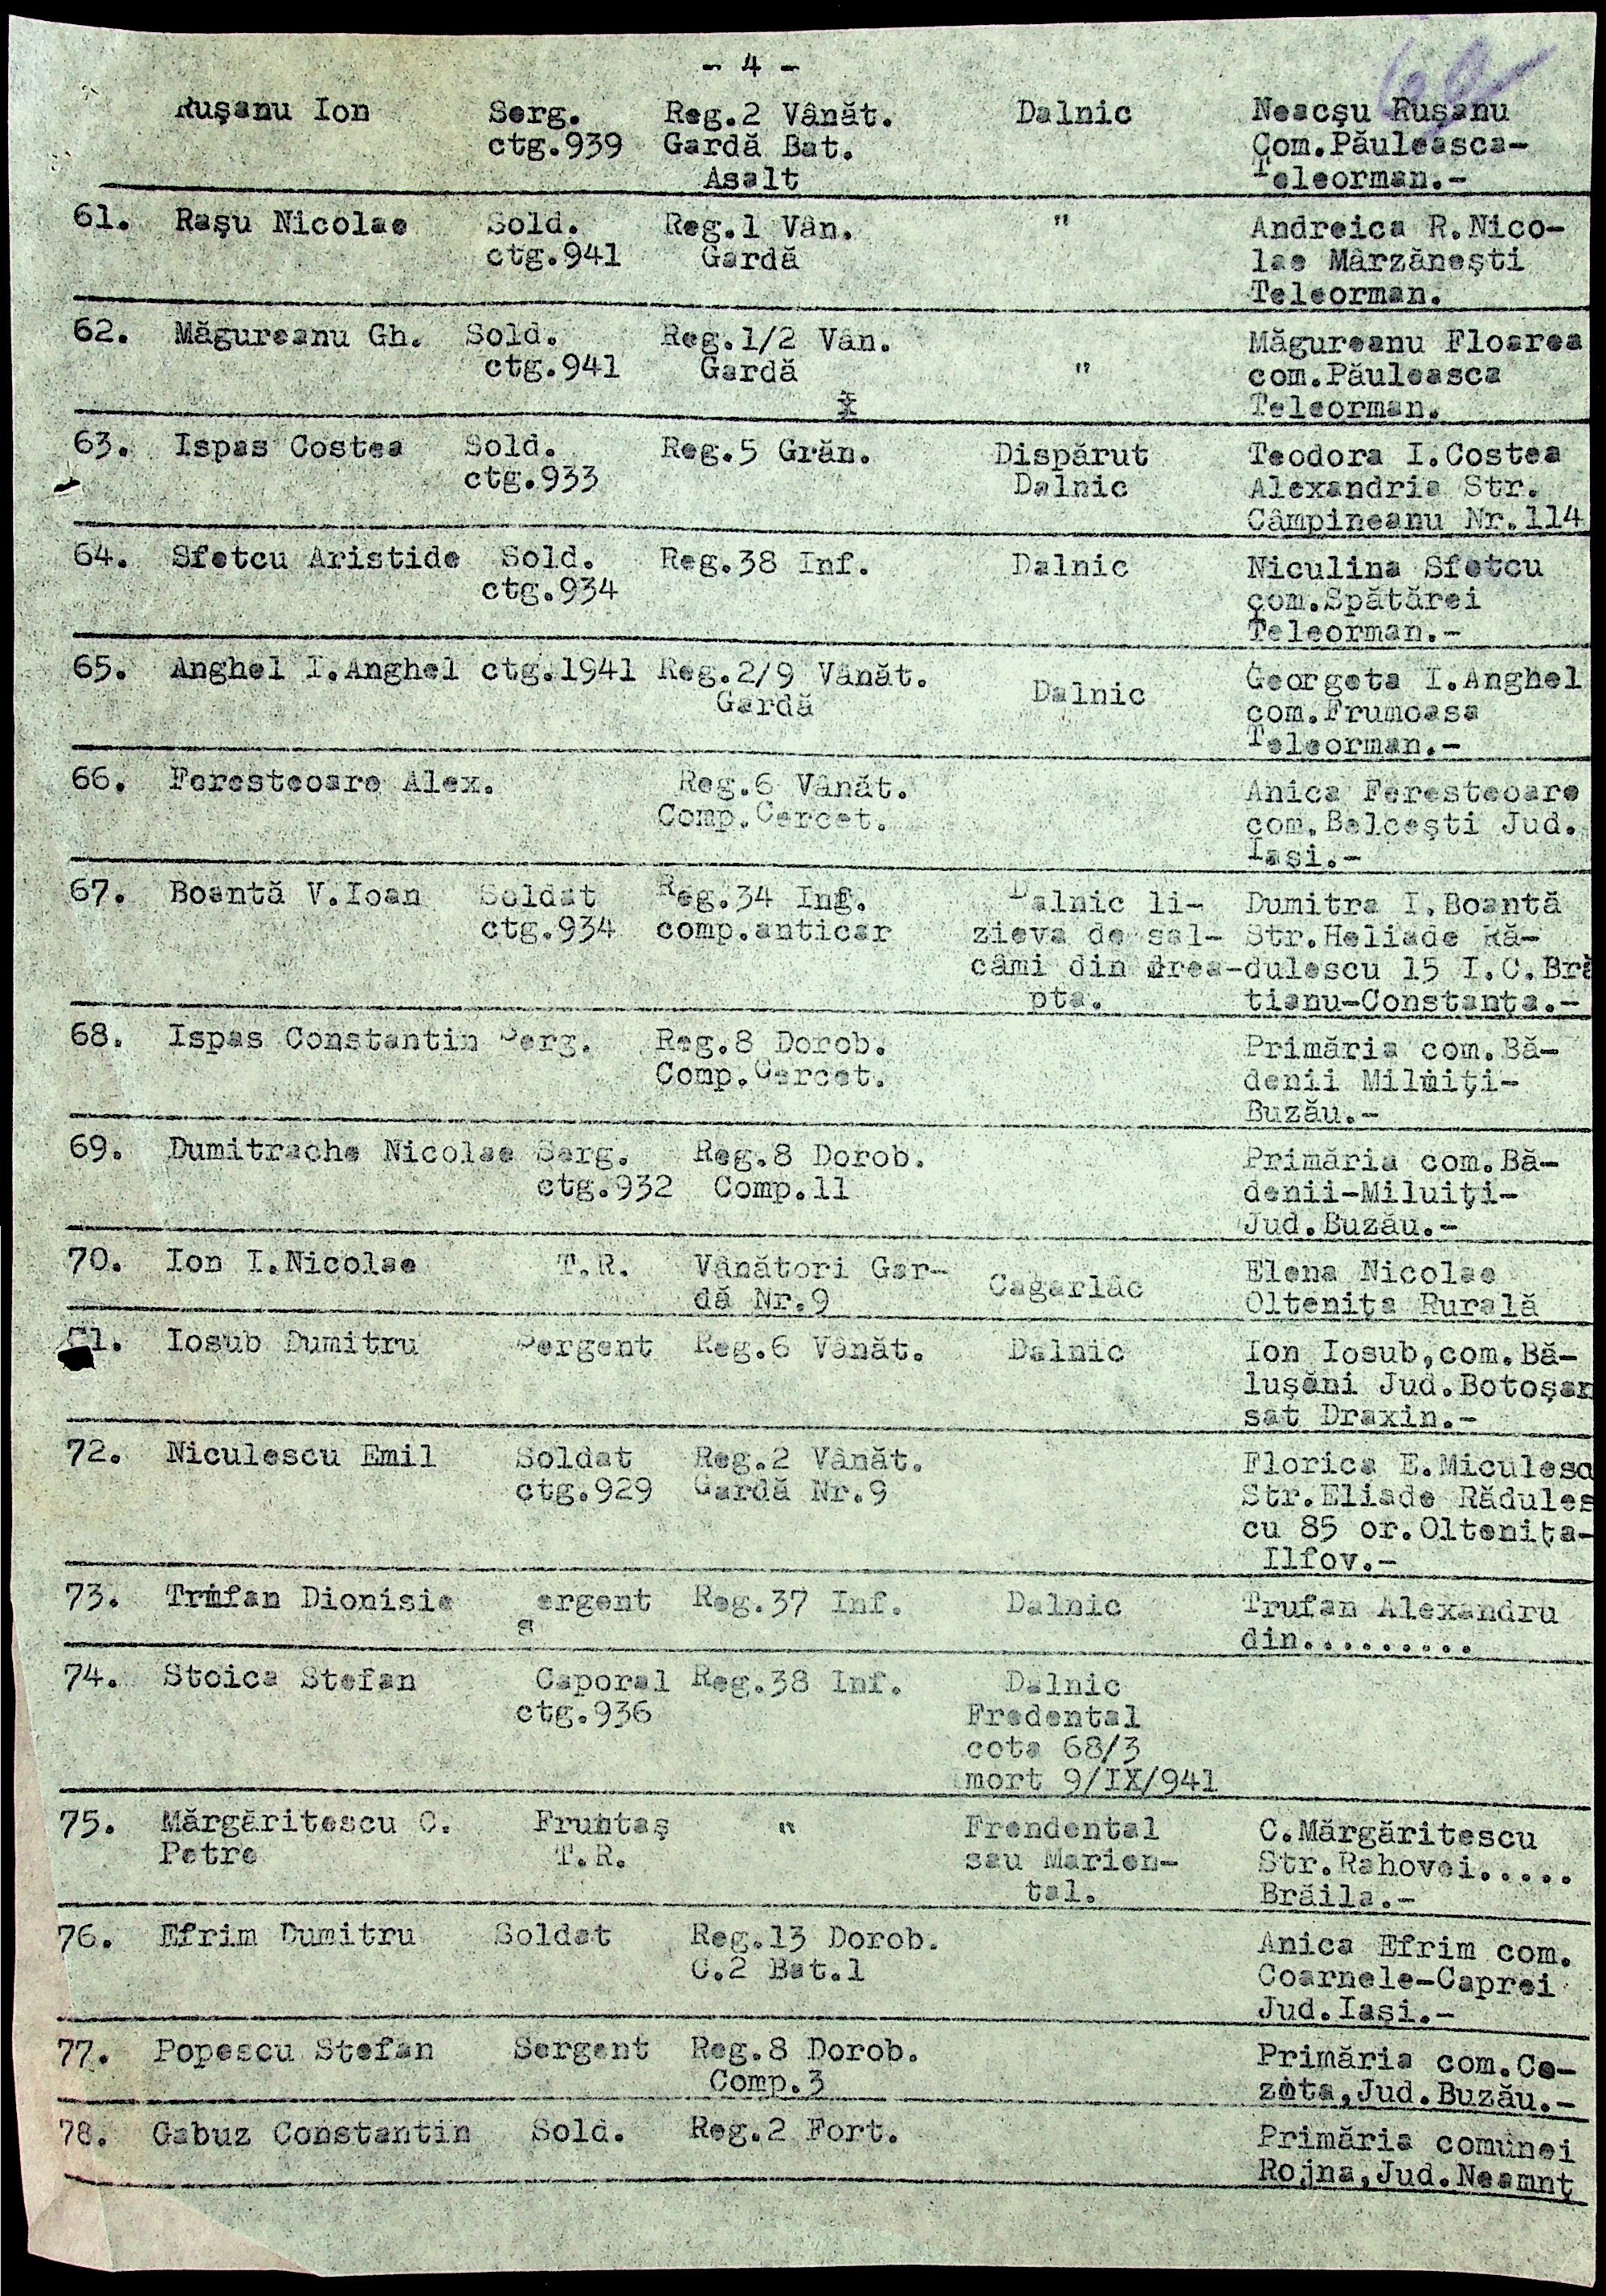 - 4 -
Rușanu Ion Serg. Reg.2 Vânăt. Dalnic Neacșu Rușanu
ctg.939 Gardă Bat. Com.Păuleasca-
Asalt Teleorman.-
61. Rașu Nicolae Sold. Reg.1 Vân. " Andreica R.Nico-
ctg.941 Gardă lae Mârzănești
Teleorman.
62. Măgureanu Gh. Sold. Reg.1/2 Vân. Măgureanu Floarea
ctg.941 Gardă " com.Păuleasca
Teleorman.
63. Ispas Costea Sold. Reg.5 Grăn. Dispărut Teodora I.Costea
ctg.933 Dalnic Alexandria Str.
Câmpineanu Nr.114
64. Sfetcu Aristide Sold. Reg.38 Inf. Dalnic Niculina Sfetcu
ctg.934 com.Spătărei
Teleorman.-
65. Anghel I.Anghel ctg.1941 Reg.2/9 Vânăt. Dalnic Georgeta I.Anghel
Gardă com.Frumoasa
Teleorman.-
66. Feresteoare Alex. Reg.6 Vânăt. Anica Feresteoare
Comp.Cercet. com.Belcești Jud.
Iași.-
67. Boantă V.Ioan Soldat Reg.34 Inf. Dalnic li- Dumitra I.Boantă
ctg.934 comp.anticar zieva de sal- Str.Heliade Ră-
câmi din drea- dulescu 15 I.C.Bră
pta. tianu-Constanța.-
68. Ispas Constantin Serg. Reg.8 Dorob. Primăria com.Bă-
Comp.Cercet. denii Miluiți-
Buzău.-
69. Dumitrache Nicolae Serg. Reg.8 Dorob. Primăria com.Bă-
ctg.932 Comp.11 denii-Miluiți-
Jud.Buzău.-
70. Ion I.Nicolae T.R. Vânători Gar- Cagarlâc Elena Nicolae
dă Nr.9 Oltenița Rurală
71. Iosub Dumitru Sergent Reg.6 Vânăt. Dalnic Ion Iosub,com.Bă-
lușăni Jud.Botoșan
sat Draxin.-
72. Niculescu Emil Soldat Reg.2 Vânăt. Florica E.Miculesc
ctg.929 Gardă Nr.9 Str.Eliade Rădules
cu 85 or.Oltenița-
Ilfov.-
73. Trufan Dionisie sergent Reg.37 Inf. Dalnic Trufan Alexandru
din.........
74. Stoica Stefan Caporal Reg.38 Inf. Dalnic
ctg.936 Fredental
cota 68/3
mort 9/IX/941
75. Mărgăritescu C. Fruntaș " Frendental C.Mărgăritescu
Petre T.R. sau Marien- Str.Rahovei.....
tal. Brăila.-
76. Efrim Dumitru Soldat Reg.13 Dorob. Anica Efrim com.
C.2 Bat.1 Coarnele-Caprei
Jud.Iași.-
77. Popescu Stefan Sergent Reg.8 Dorob. Primăria com.Co-
Comp.3 zota,Jud.Buzău.-
78. Gabuz Constantin Sold. Reg.2 Fort. Primăria comunei
Rojna,Jud.Neamnț